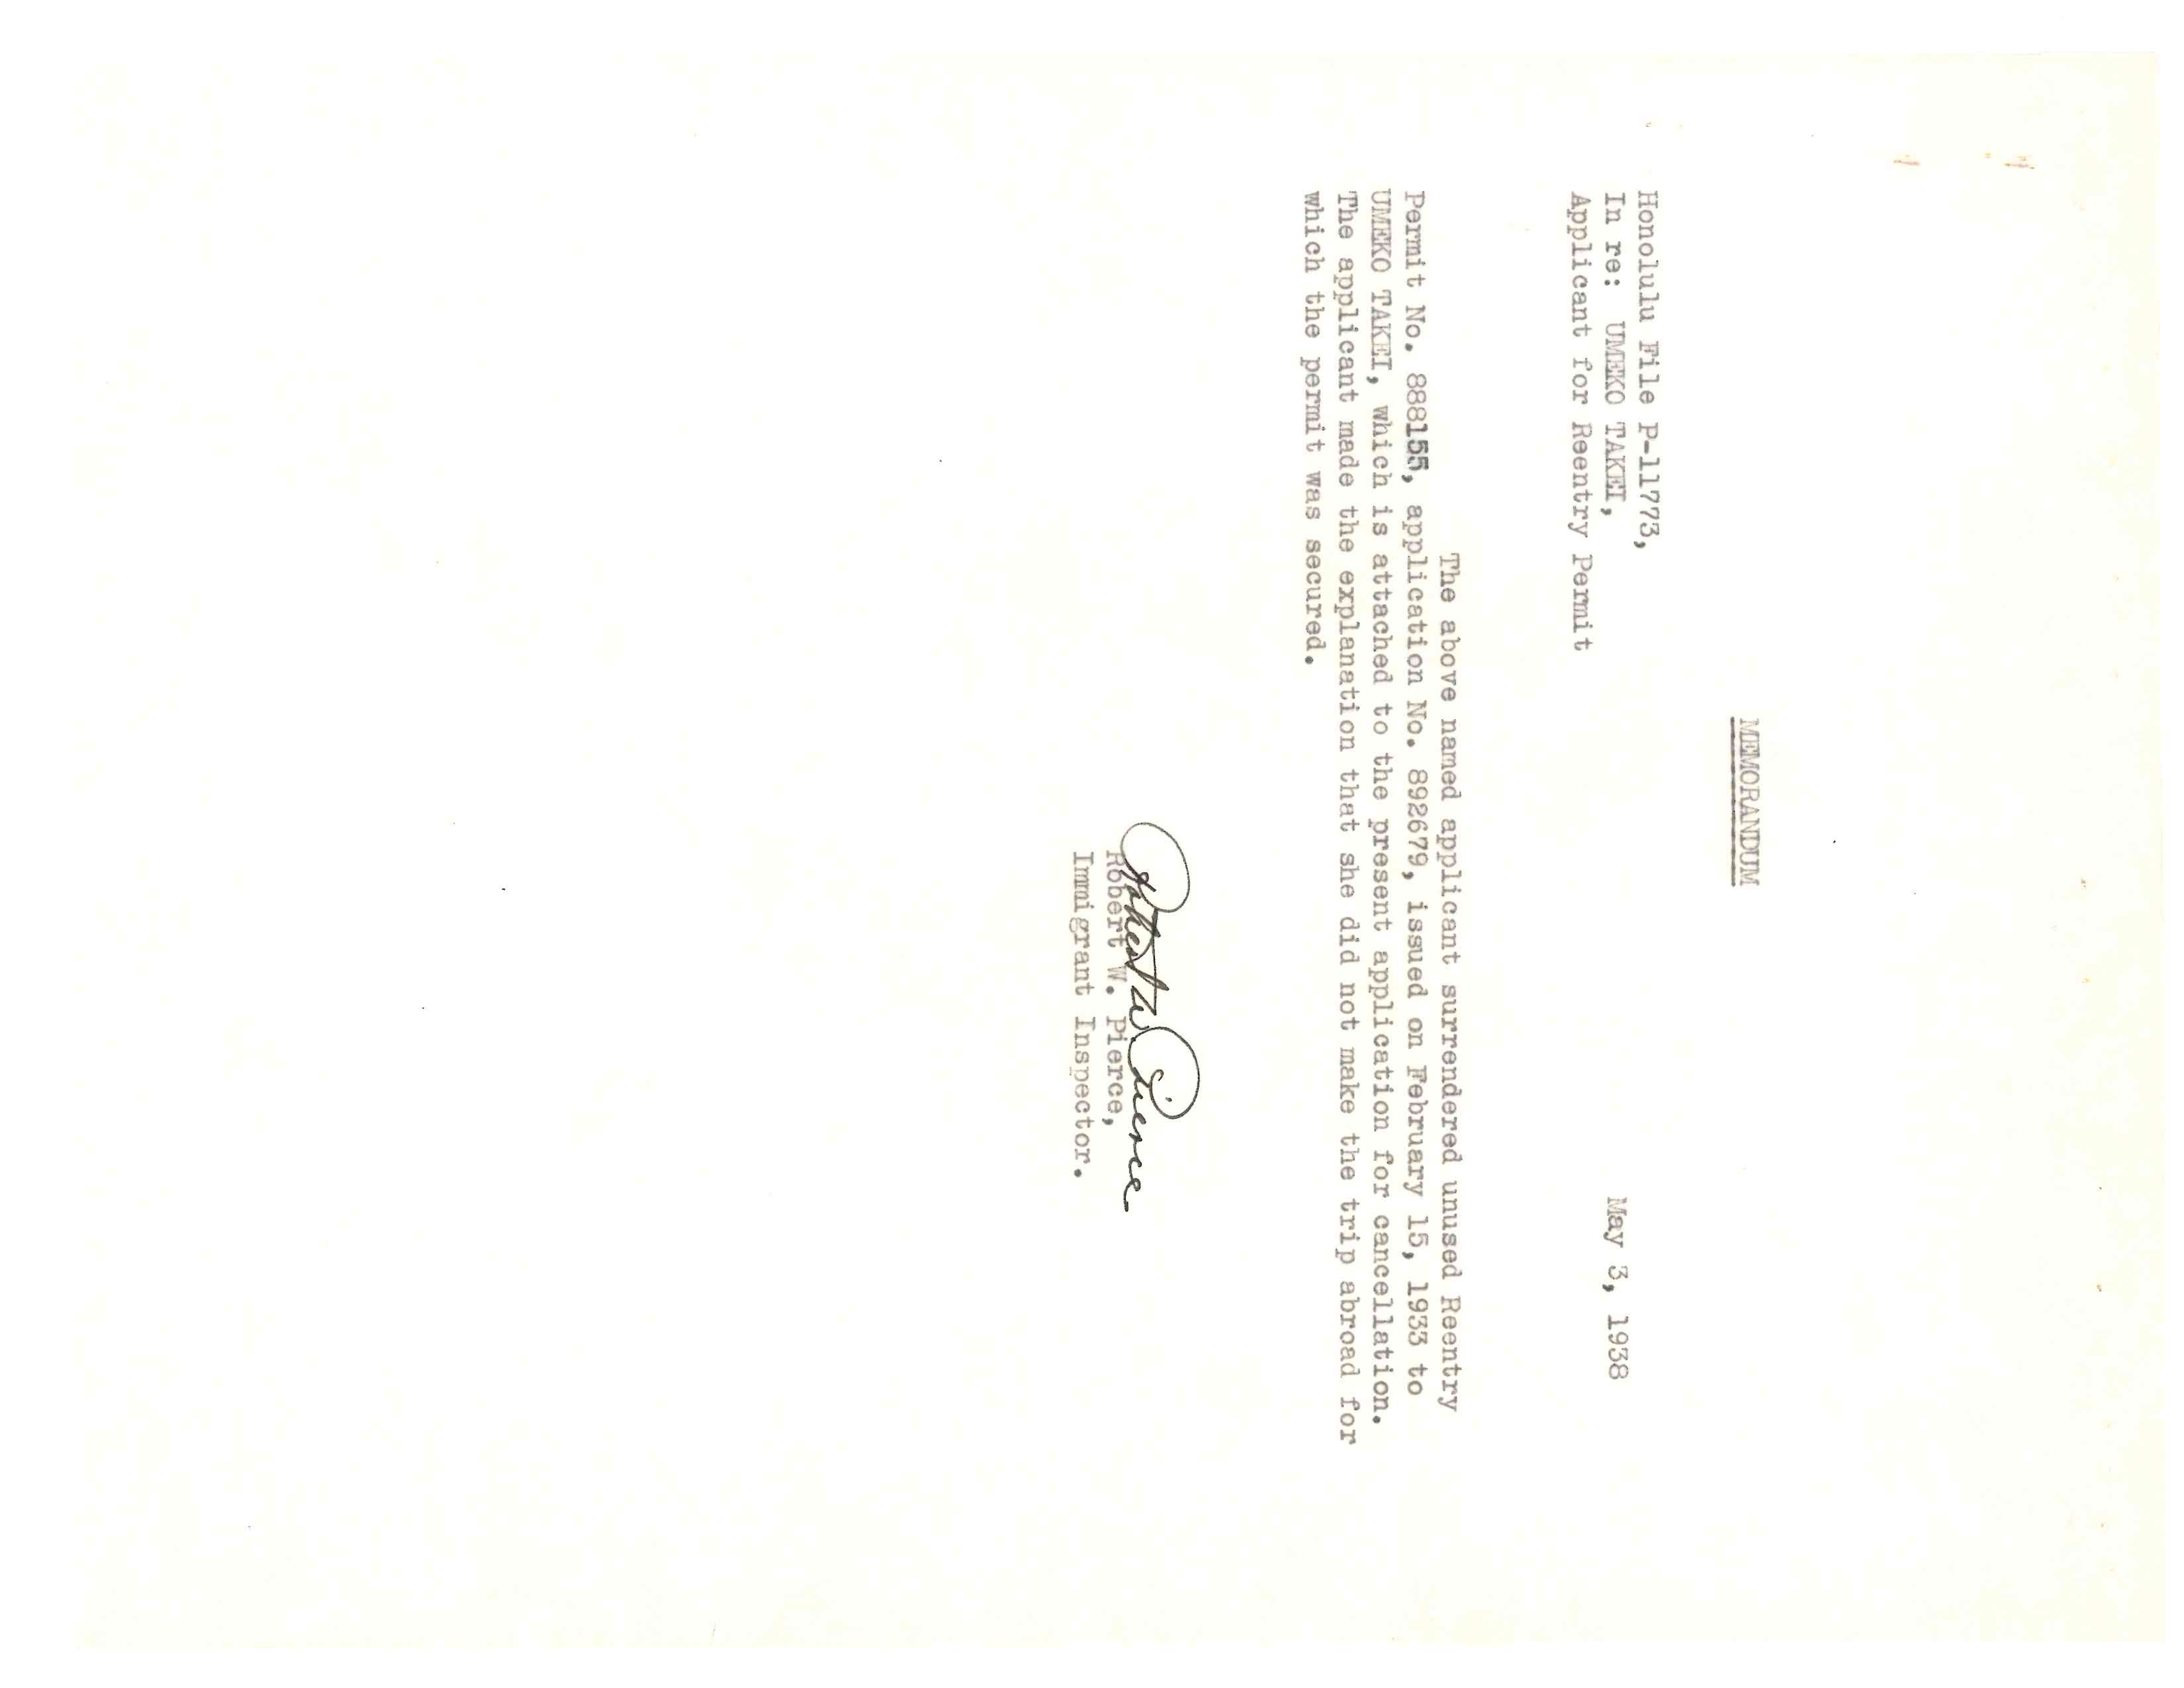 MEMORANDUM
Honolulu File P-11773,
In re: UMEKO TAKEI,
May 3, 1938
Applicant for Reentry Permit
The above named applicant surrendered unused Reentry
Permit No. 888155, application No. 892679, issued on February 15, 1933 to
UMEKO TAKEI, which is attached to the present application for cancellation.
The applicant made the explanation that she did not make the trip abroad for
which the permit was secured.
Robert W. Pierce
Robert W. Pierce,
Immigrant Inspector.